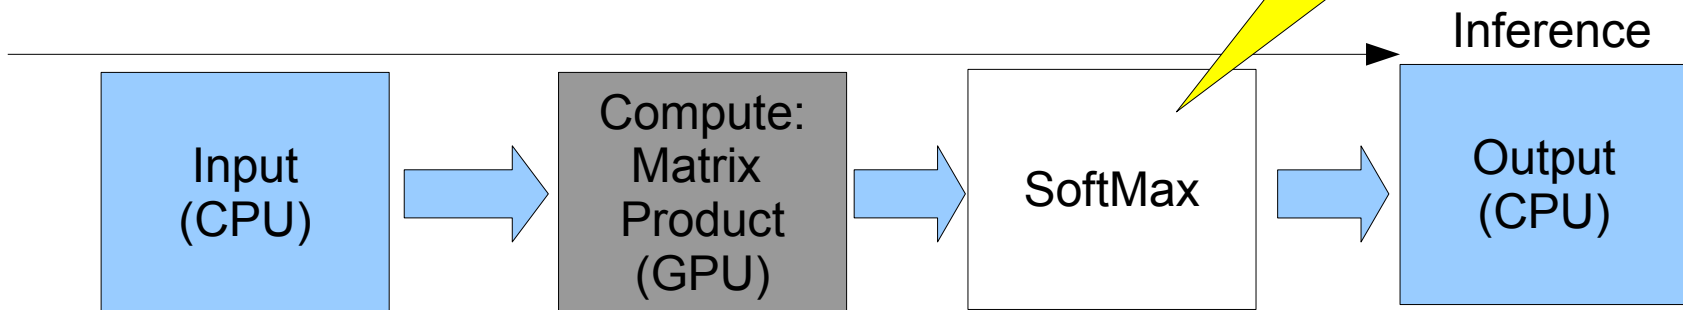 Inference
Input
(CPU)
Compute:
Matrix
Product
(GPU)
SoftMax
Output
(CPU)